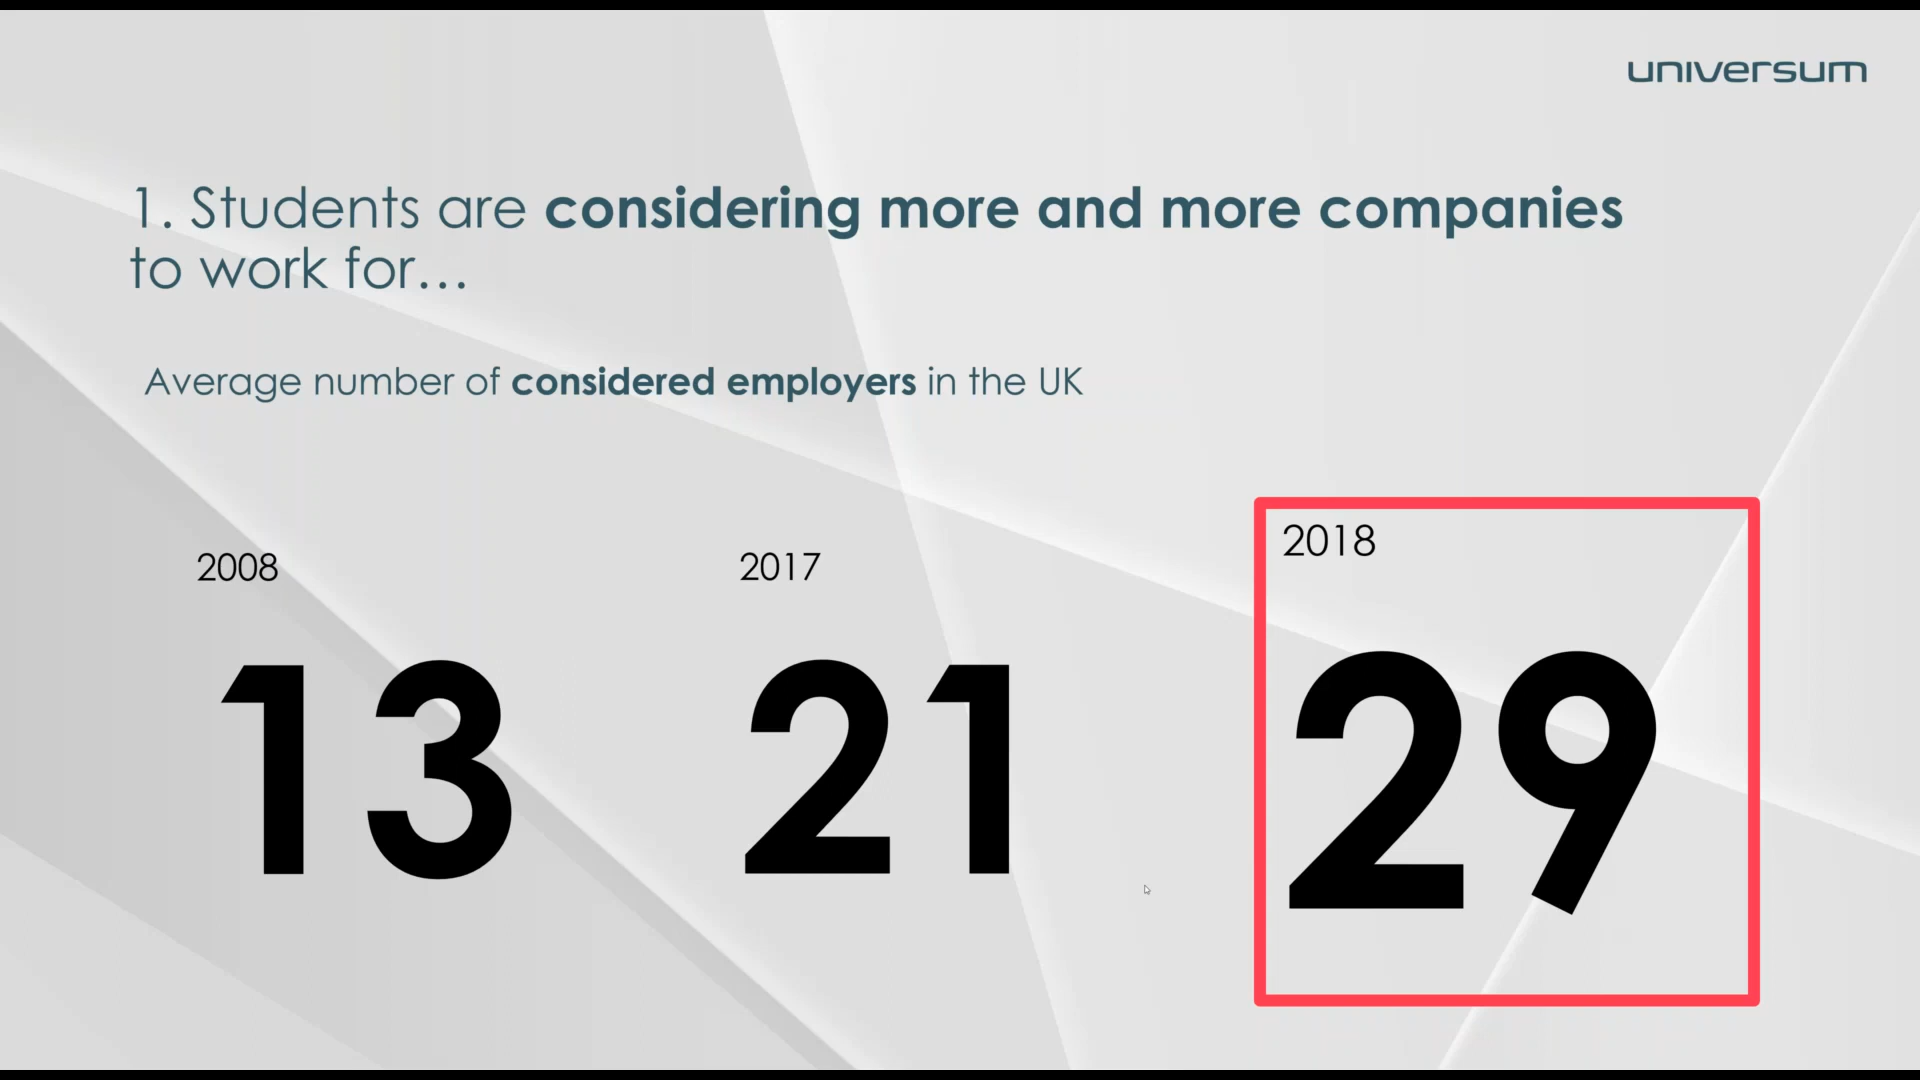 universum
1. Students are considering more and more companies
to work for...
Average number of considered employers in the UK
2008
2017
2018
13
21
29